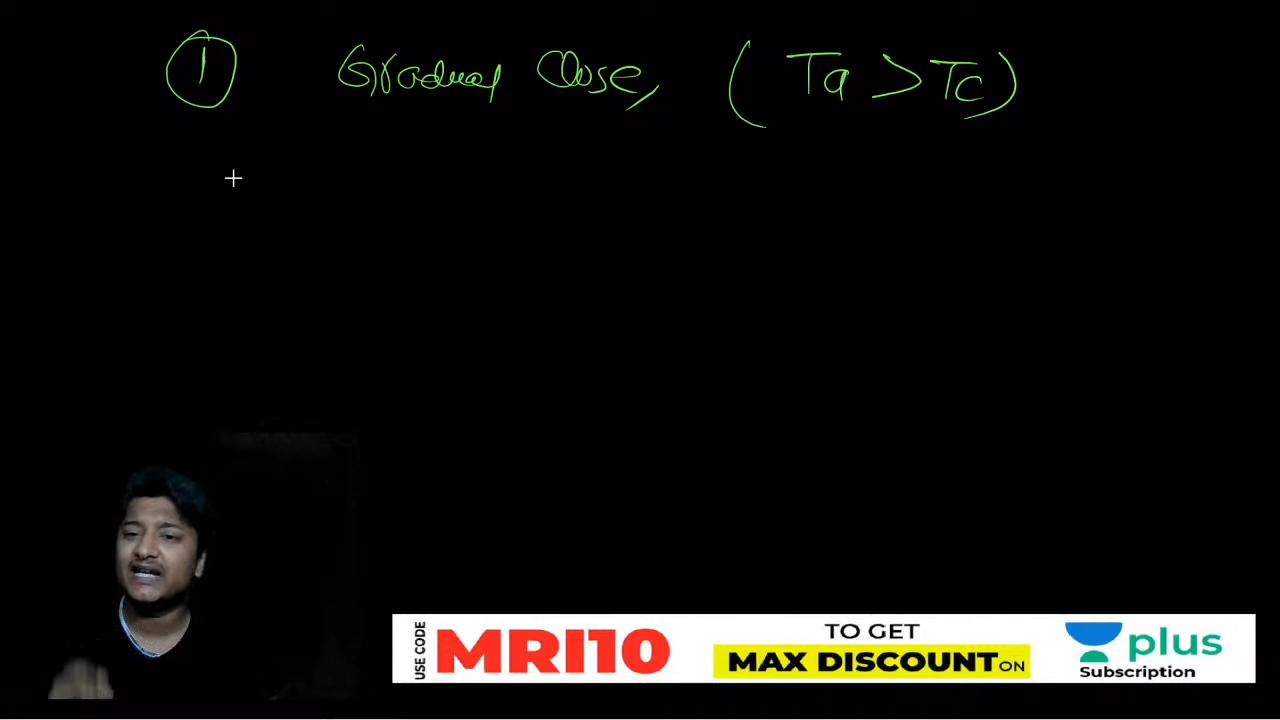 1 Gradual Close, (Ta > Tc)
USE CODE MRI10 TO GET MAX DISCOUNT ON plus Subscription